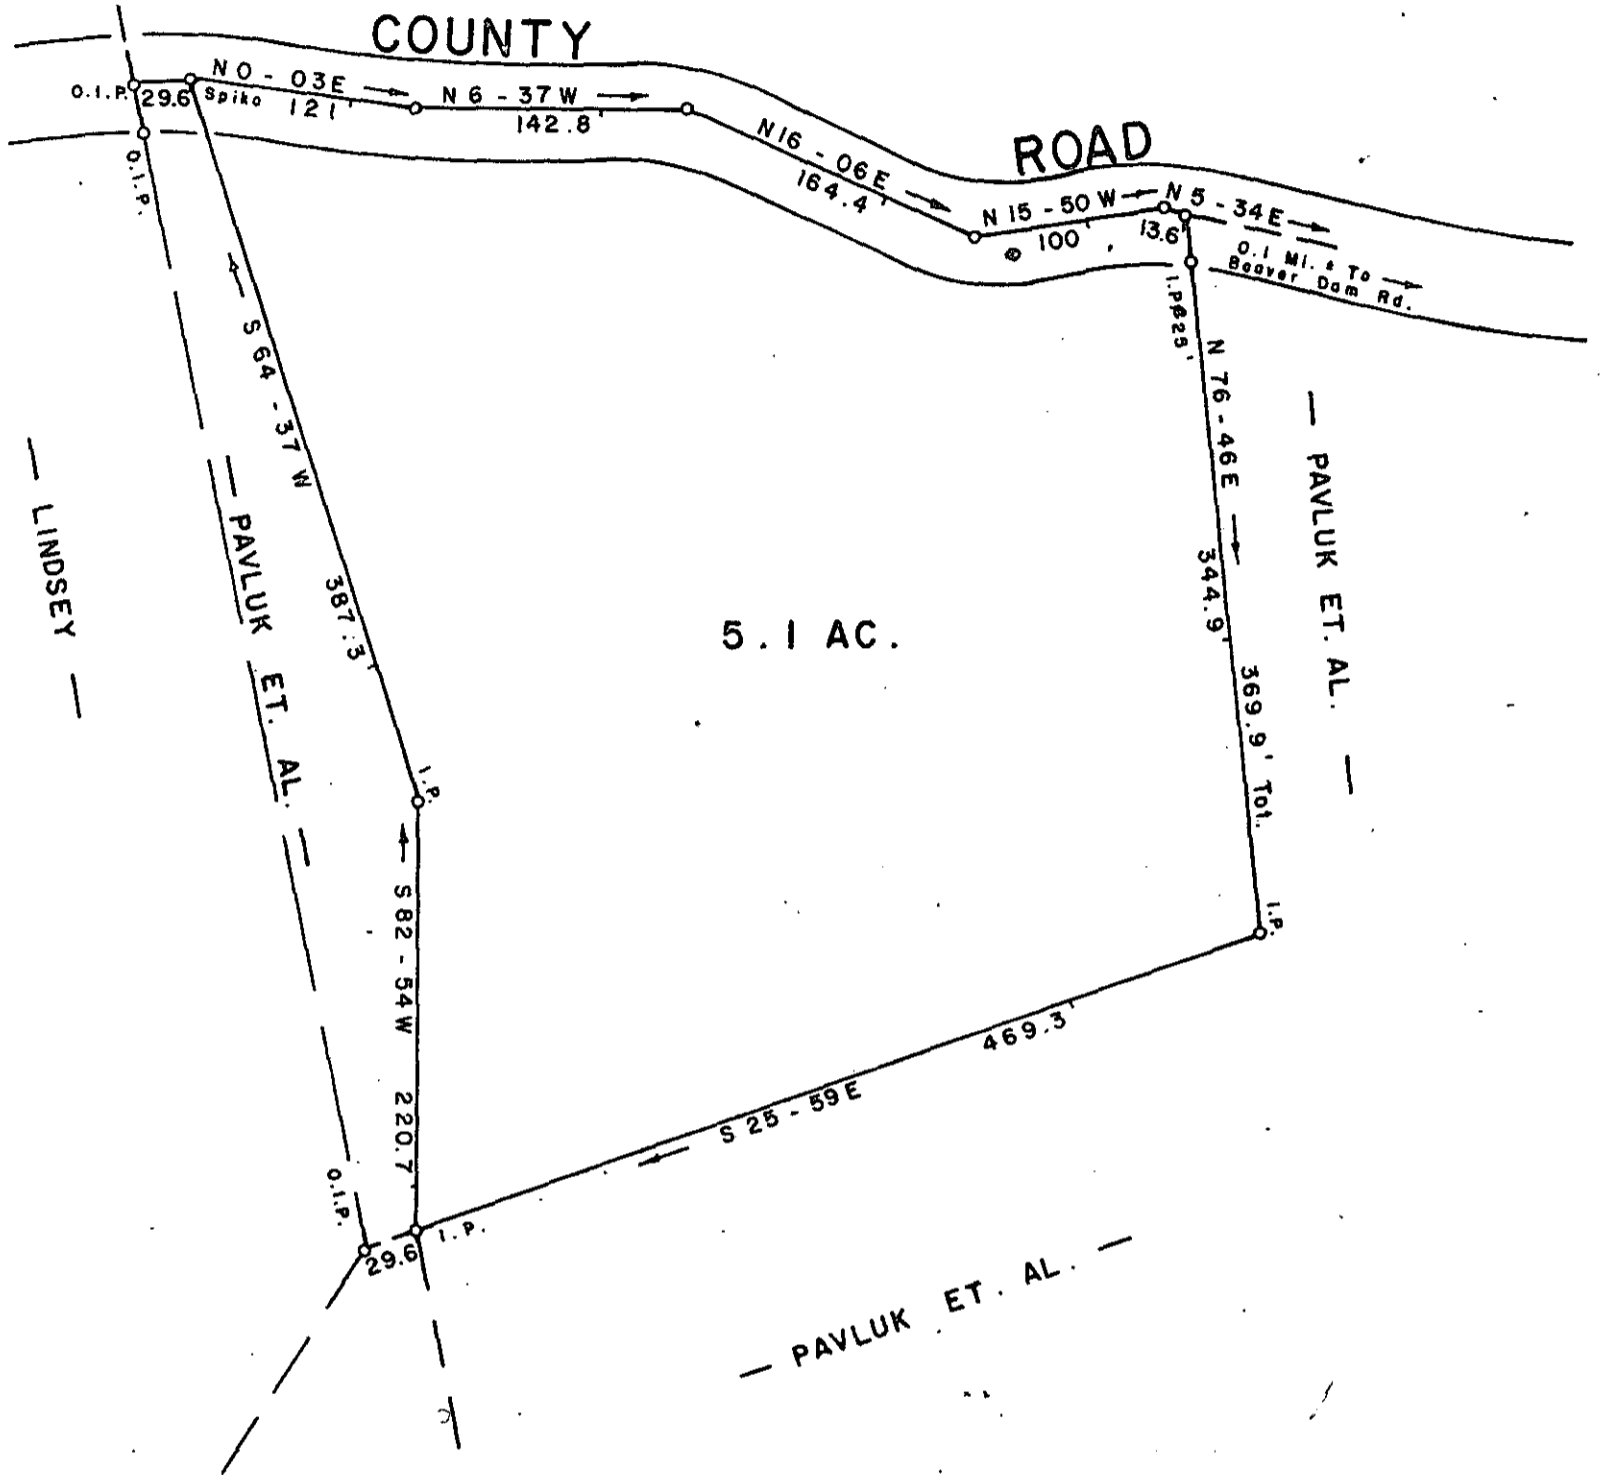 COUNTY
ROAD
N 0 - 03 E
121'
N 6 - 37 W
142.8'
N 16 - 06 E
164.4'
N 15 - 50 W
100'
N 5 - 34 E
13.6'
0.1 Mi. ± To
Beaver Dam Rd.
O.I.P.
29.6
Spike
O.I.P.
I.P. @ 25'
S 64 - 37 W
387.3'
N 76 - 46 E
344.9'
369.9' Tot.
— LINDSEY —
— PAVLUK ET. AL. —
— PAVLUK ET. AL. —
5.1 AC.
I.P.
S 82 - 54 W
220.7'
I.P.
469.3'
S 25 - 59 E
O.I.P.
29.6
I.P.
— PAVLUK ET. AL. —